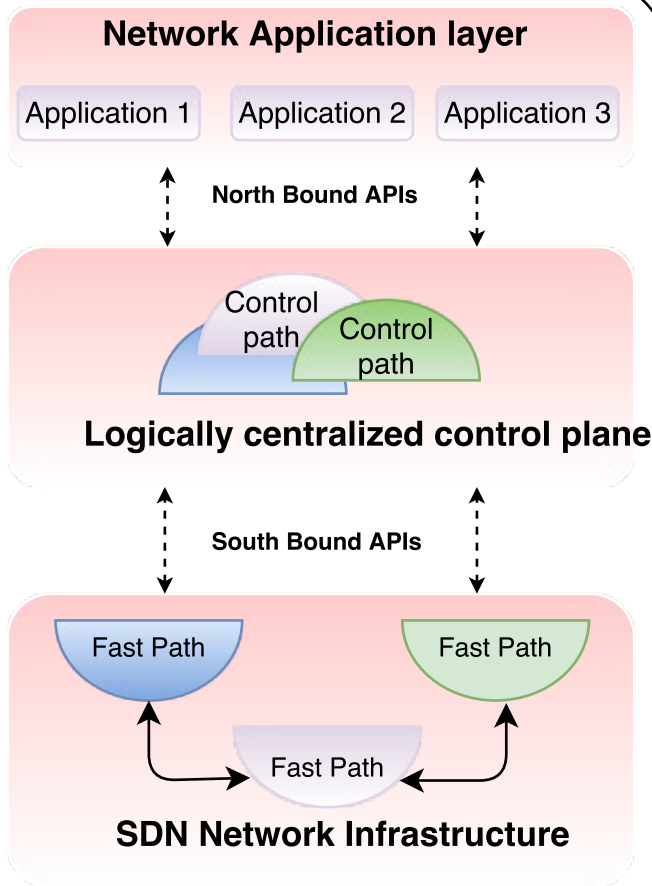 Network Application layer
Application 1
Application 2
Application 3
North Bound APIs
Control
path
Control
path
Logically centralized control plane
South Bound APIs
Fast Path
Fast Path
Fast Path
SDN Network Infrastructure